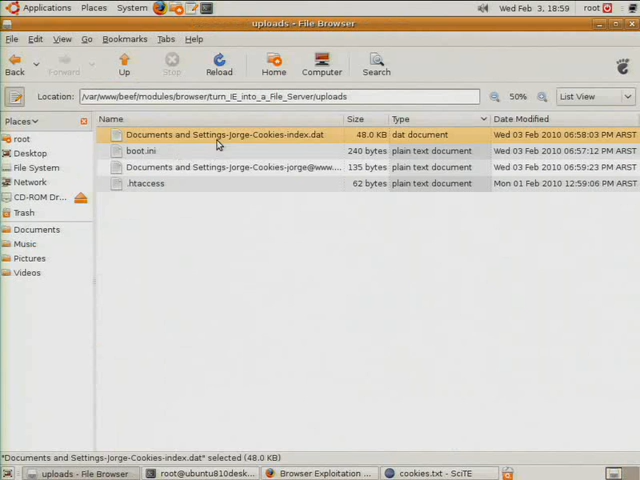 Applications Places System Wed Feb 3, 18:59 root
uploads - File Browser
File Edit View Go Bookmarks Tabs Help
Back Forward Up Stop Reload Home Computer Search
Location: /var/www/beef/modules/browser/turn_IE_into_a_File_Server/uploads 50% List View
Places Name Size Type Date Modified
root
Desktop
File System
Network
CD-ROM Dr...
Trash
Documents
Music
Pictures
Videos
Documents and Settings-Jorge-Cookies-index.dat 48.0 KB dat document Wed 03 Feb 2010 06:58:03 PM ARST
boot.ini 240 bytes plain text document Wed 03 Feb 2010 06:57:12 PM ARST
Documents and Settings-Jorge-Cookies-jorge@www.... 135 bytes plain text document Wed 03 Feb 2010 06:59:23 PM ARST
.htaccess 62 bytes plain text document Mon 01 Feb 2010 12:59:06 PM ARST
"Documents and Settings-Jorge-Cookies-index.dat" selected (48.0 KB)
uploads - File Browser root@ubuntu810desk... Browser Exploitation ... cookies.txt - SciTE